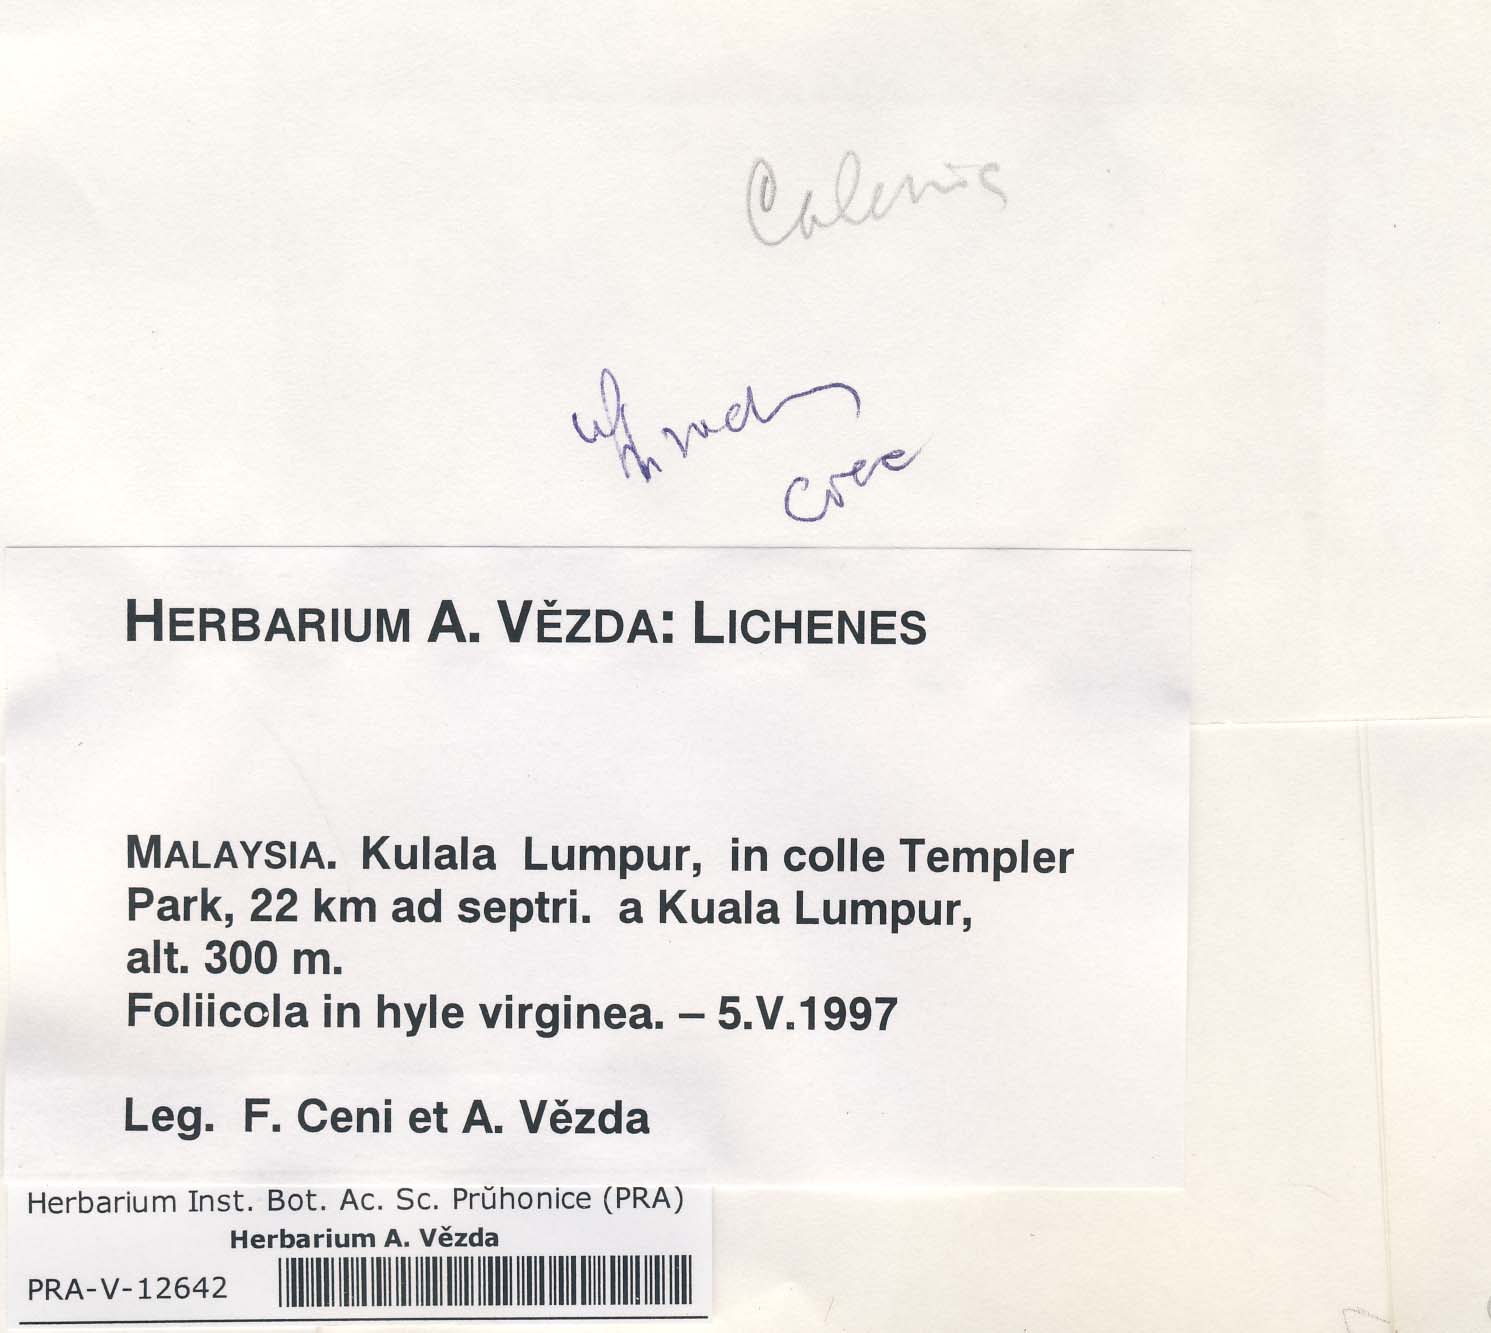 Calenia
HERBARIUM A. VĚZDA: LICHENES
MALAYSIA. Kulala Lumpur, in colle Templer
Park, 22 km ad septri. a Kuala Lumpur,
alt. 300 m.
Foliicola in hyle virginea. – 5.V.1997
Leg. F. Ceni et A. Vězda
Herbarium Inst. Bot. Ac. Sc. Průhonice (PRA)
Herbarium A. Vězda
PRA-V-12642